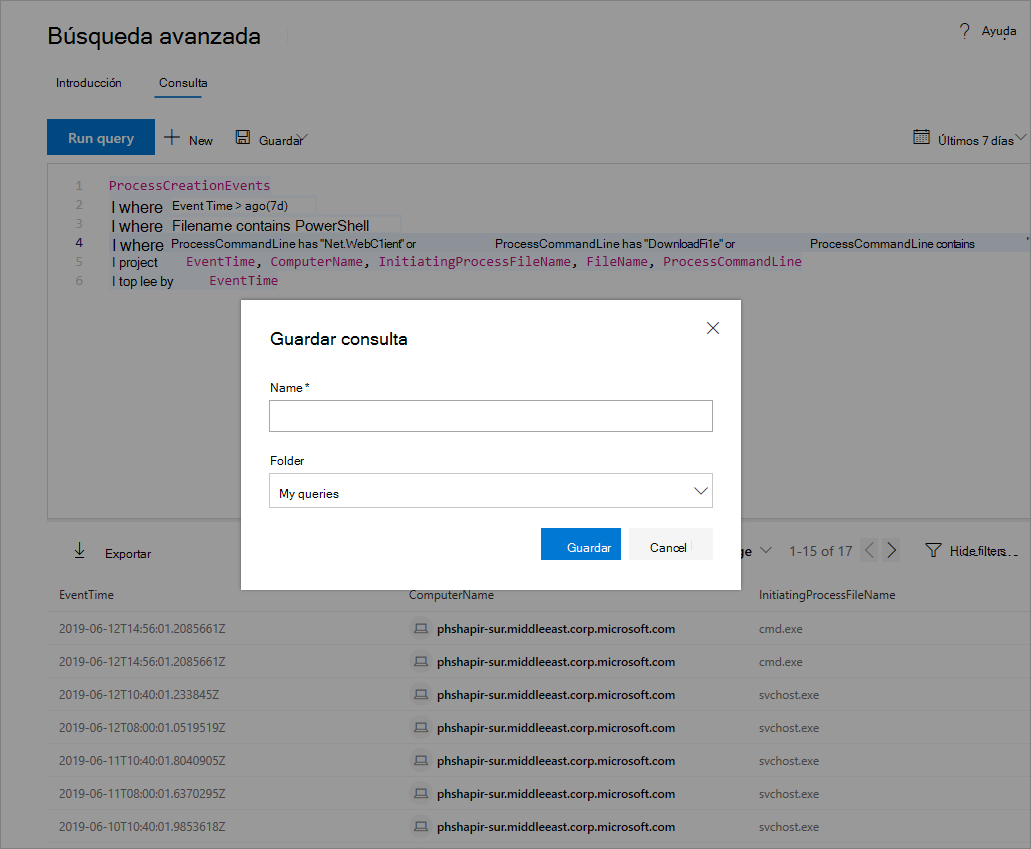 Búsqueda avanzada
? Ayuda
Introducción Consulta
Run query New Guardar Últimos 7 días
1 ProcessCreationEvents
2 I where Event Time > ago(7d)
3 I where Filename contains PowerShell
4 I where ProcessCommandLine has "Net.WebC1ient" or ProcessCommandLine has "DownloadFi1e" or ProcessCommandLine contains '
5 I project EventTime, ComputerName, InitiatingProcessFileName, FileName, ProcessCommandLine
6 I top lee by EventTime
Guardar consulta
Name *
Folder
My queries
Guardar Cancel
Exportar ge 1-15 of 17 Hide filters
EventTime ComputerName InitiatingProcessFileName
2019-06-12T14:56:01.2085661Z phshapir-sur.middleeast.corp.microsoft.com cmd.exe
2019-06-12T14:56:01.2085661Z phshapir-sur.middleeast.corp.microsoft.com cmd.exe
2019-06-12T10:40:01.233845Z phshapir-sur.middleeast.corp.microsoft.com svchost.exe
2019-06-12T08:00:01.0519519Z phshapir-sur.middleeast.corp.microsoft.com svchost.exe
2019-06-11T10:40:01.8040905Z phshapir-sur.middleeast.corp.microsoft.com svchost.exe
2019-06-11T08:00:01.6370295Z phshapir-sur.middleeast.corp.microsoft.com svchost.exe
2019-06-10T10:40:01.9853618Z phshapir-sur.middleeast.corp.microsoft.com svchost.exe